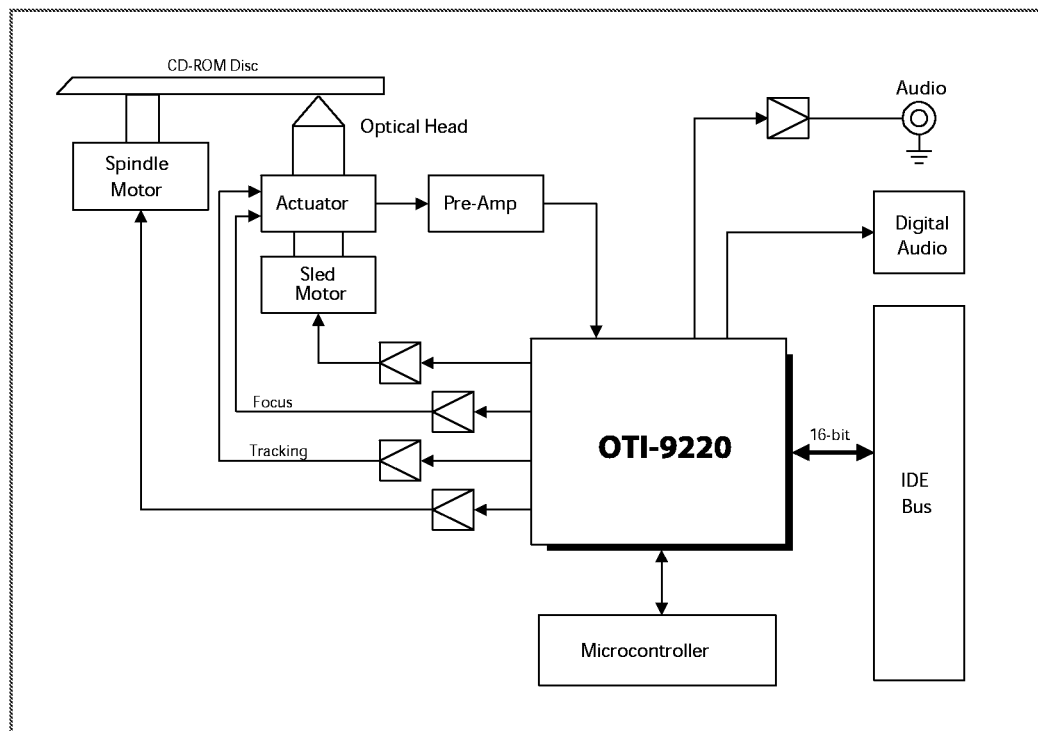 CD-ROM Disc
Audio
Optical Head
Spindle
Motor
Actuator
Pre-Amp
Digital
Audio
Sled
Motor
Focus
OTI-9220
16-bit
Tracking
IDE
Bus
Microcontroller